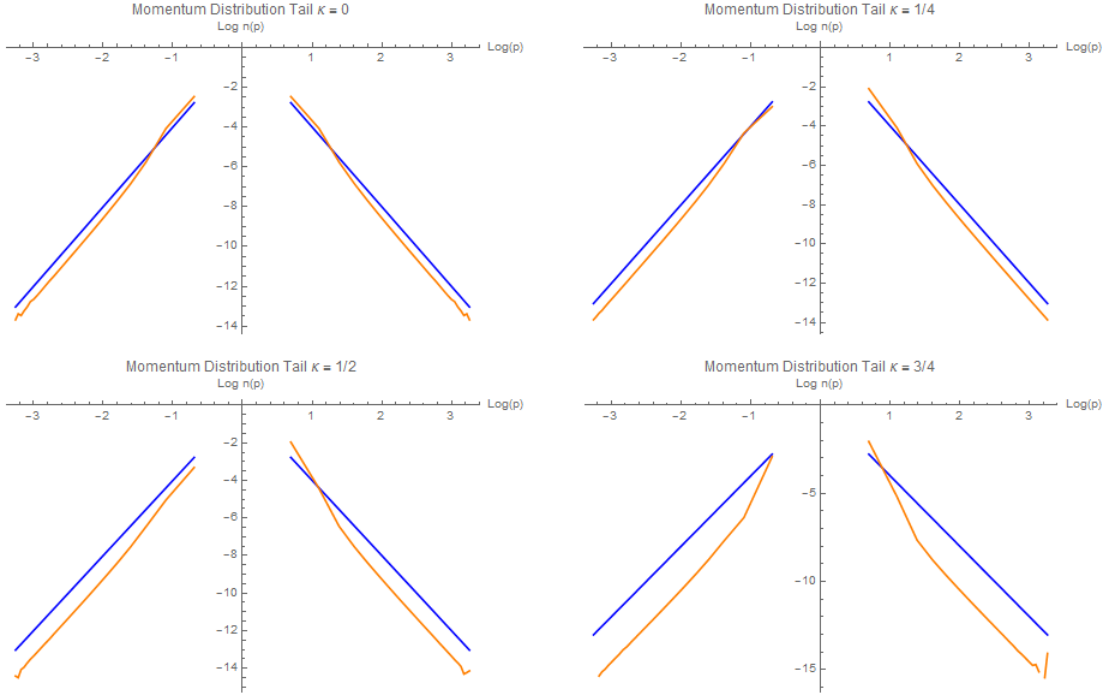 Momentum Distribution Tail κ = 0
Log n(p)
Log(p)
-3 -2 -1 1 2 3
-2
-4
-6
-8
-10
-12
-14
Momentum Distribution Tail κ = 1/4
Log n(p)
Log(p)
-3 -2 -1 1 2 3
-2
-4
-6
-8
-10
-12
-14
Momentum Distribution Tail κ = 1/2
Log n(p)
Log(p)
-3 -2 -1 1 2 3
-2
-4
-6
-8
-10
-12
-14
Momentum Distribution Tail κ = 3/4
Log n(p)
Log(p)
-3 -2 -1 1 2 3
-5
-10
-15